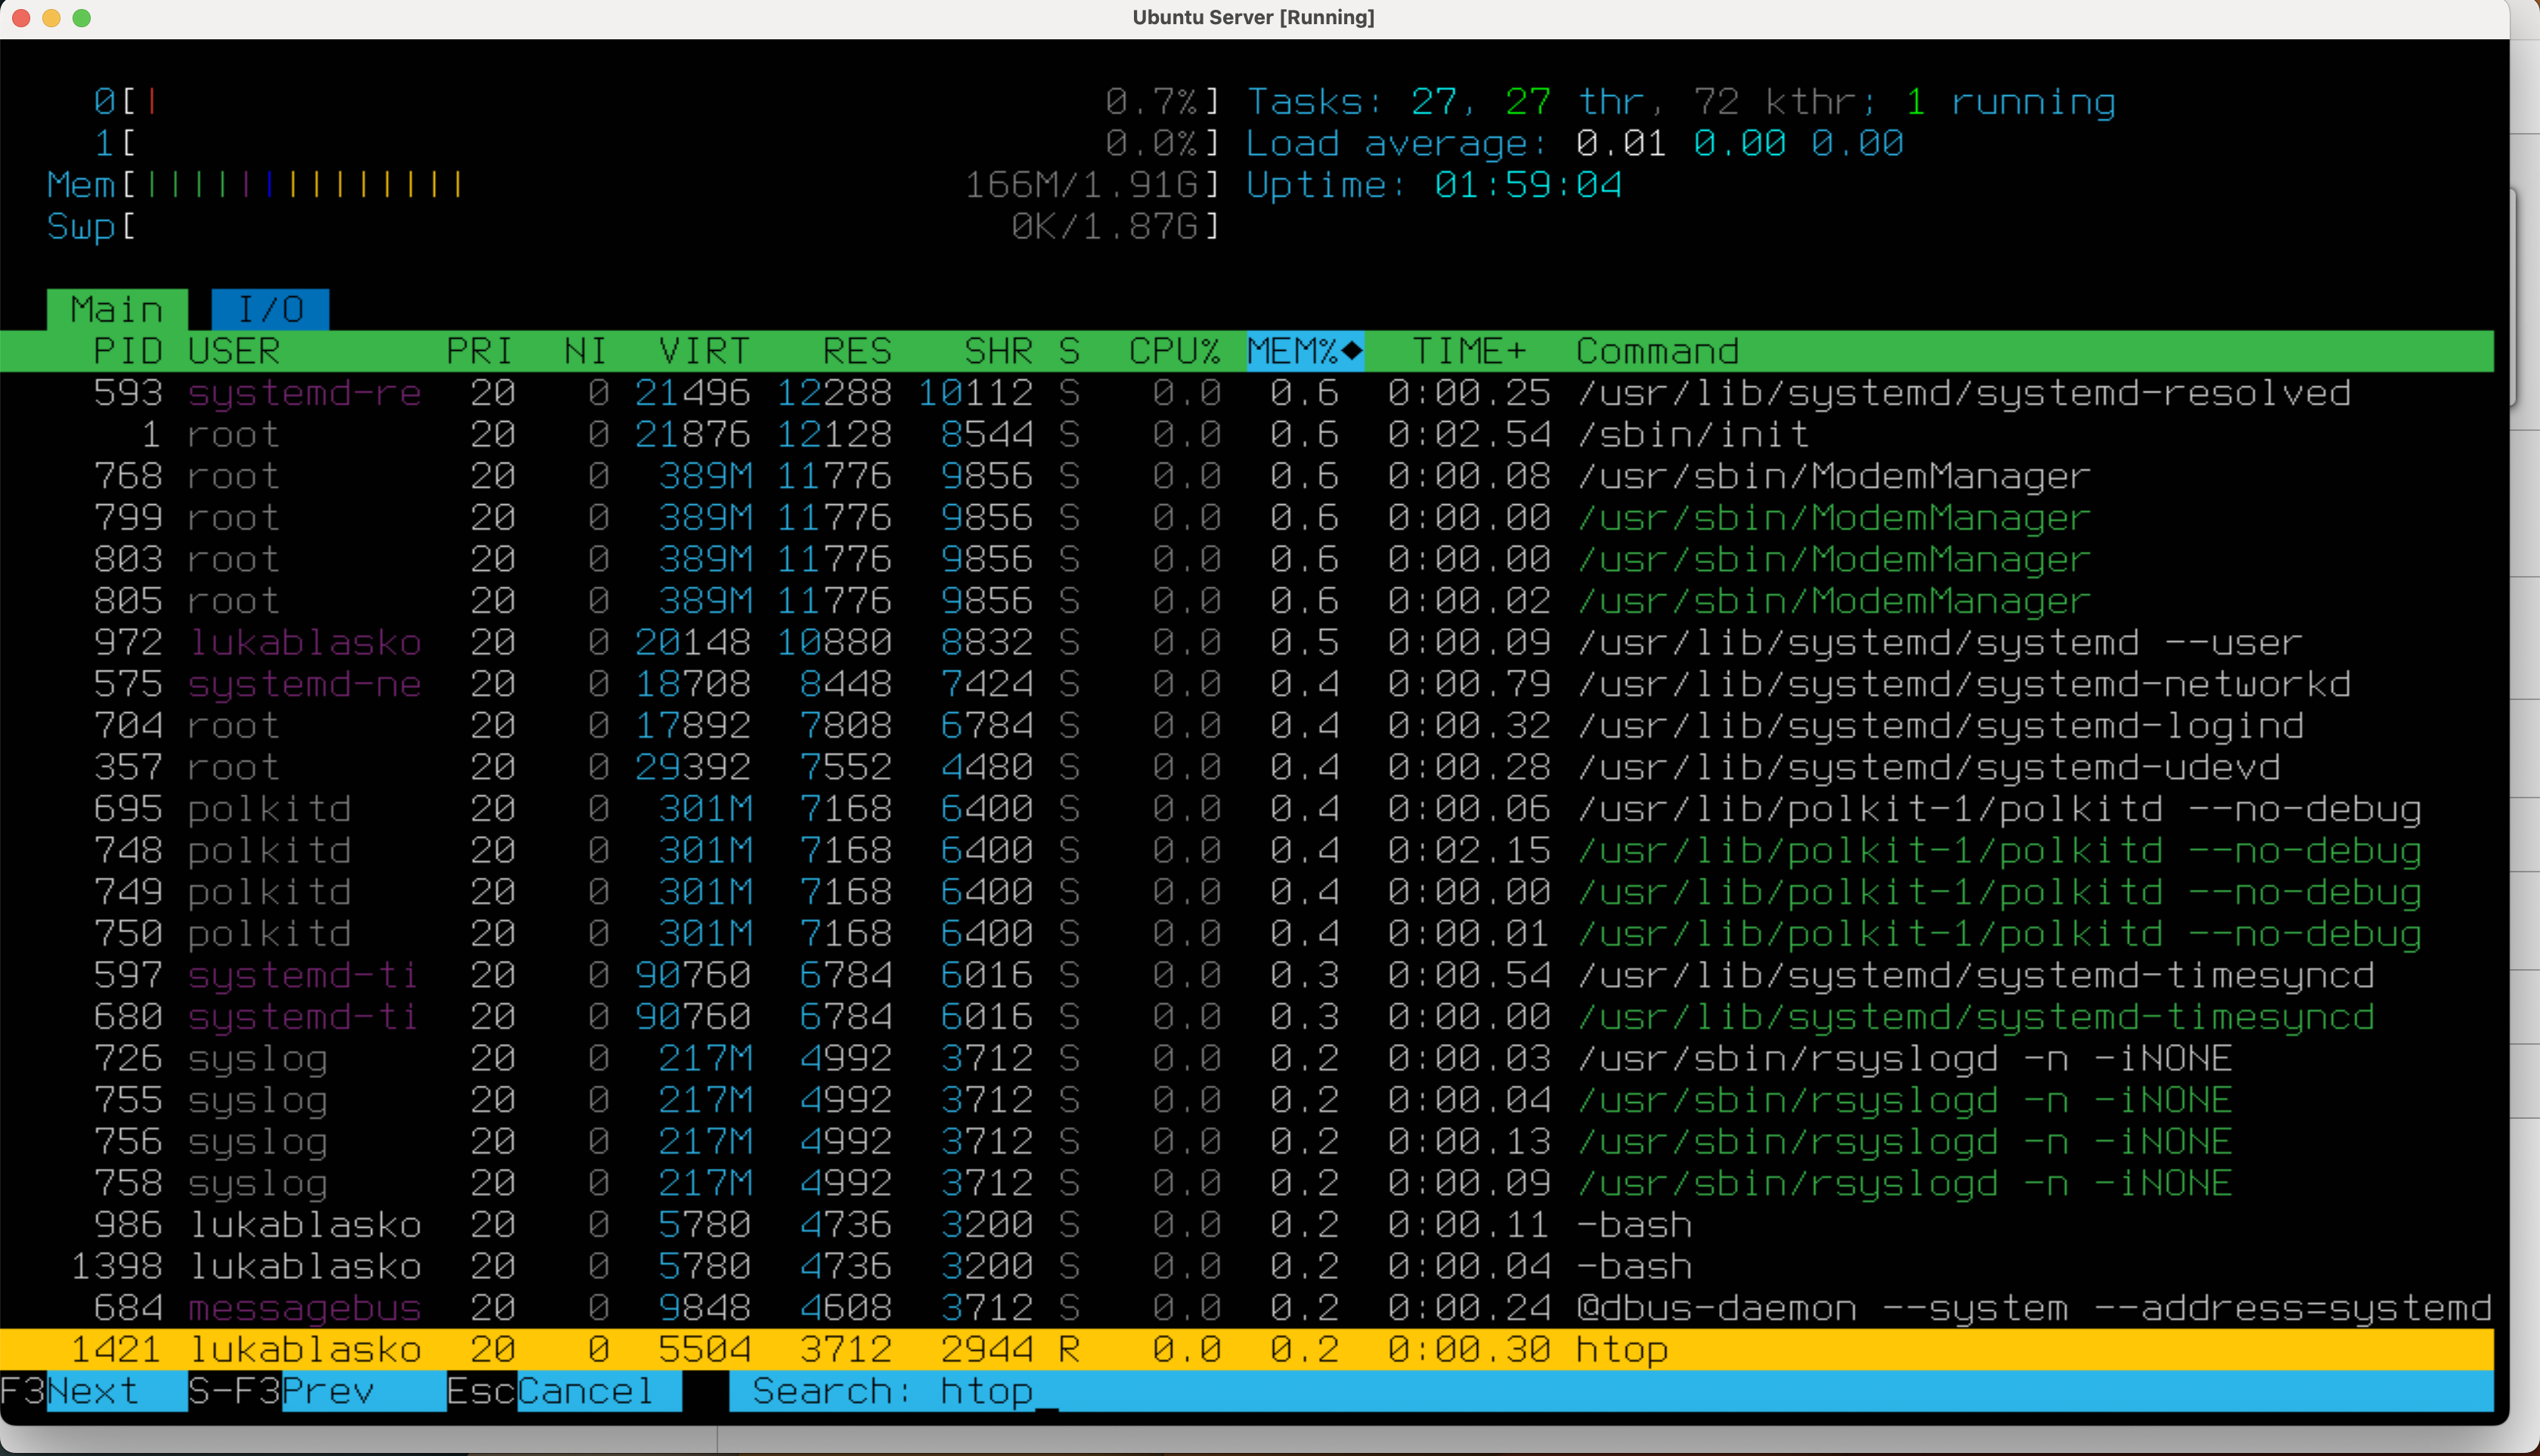 Ubuntu Server [Running]
0[| 0.7%] Tasks: 27, 27 thr, 72 kthr; 1 running
1[ 0.0%] Load average: 0.01 0.00 0.00
Mem[|||||||||||||| 166M/1.91G] Uptime: 01:59:04
Swp[ 0K/1.87G]
Main I/O
PID USER PRI NI VIRT RES SHR S CPU% MEM%◆ TIME+ Command
593 systemd-re 20 0 21496 12288 10112 S 0.0 0.6 0:00.25 /usr/lib/systemd/systemd-resolved
1 root 20 0 21876 12128 8544 S 0.0 0.6 0:02.54 /sbin/init
768 root 20 0 389M 11776 9856 S 0.0 0.6 0:00.08 /usr/sbin/ModemManager
799 root 20 0 389M 11776 9856 S 0.0 0.6 0:00.00 /usr/sbin/ModemManager
803 root 20 0 389M 11776 9856 S 0.0 0.6 0:00.00 /usr/sbin/ModemManager
805 root 20 0 389M 11776 9856 S 0.0 0.6 0:00.02 /usr/sbin/ModemManager
972 lukablasko 20 0 20148 10880 8832 S 0.0 0.5 0:00.09 /usr/lib/systemd/systemd --user
575 systemd-ne 20 0 18708 8448 7424 S 0.0 0.4 0:00.79 /usr/lib/systemd/systemd-networkd
704 root 20 0 17892 7808 6784 S 0.0 0.4 0:00.32 /usr/lib/systemd/systemd-logind
357 root 20 0 29392 7552 4480 S 0.0 0.4 0:00.28 /usr/lib/systemd/systemd-udevd
695 polkitd 20 0 301M 7168 6400 S 0.0 0.4 0:00.06 /usr/lib/polkit-1/polkitd --no-debug
748 polkitd 20 0 301M 7168 6400 S 0.0 0.4 0:02.15 /usr/lib/polkit-1/polkitd --no-debug
749 polkitd 20 0 301M 7168 6400 S 0.0 0.4 0:00.00 /usr/lib/polkit-1/polkitd --no-debug
750 polkitd 20 0 301M 7168 6400 S 0.0 0.4 0:00.01 /usr/lib/polkit-1/polkitd --no-debug
597 systemd-ti 20 0 90760 6784 6016 S 0.0 0.3 0:00.54 /usr/lib/systemd/systemd-timesyncd
680 systemd-ti 20 0 90760 6784 6016 S 0.0 0.3 0:00.00 /usr/lib/systemd/systemd-timesyncd
726 syslog 20 0 217M 4992 3712 S 0.0 0.2 0:00.03 /usr/sbin/rsyslogd -n -iNONE
755 syslog 20 0 217M 4992 3712 S 0.0 0.2 0:00.04 /usr/sbin/rsyslogd -n -iNONE
756 syslog 20 0 217M 4992 3712 S 0.0 0.2 0:00.13 /usr/sbin/rsyslogd -n -iNONE
758 syslog 20 0 217M 4992 3712 S 0.0 0.2 0:00.09 /usr/sbin/rsyslogd -n -iNONE
986 lukablasko 20 0 5780 4736 3200 S 0.0 0.2 0:00.11 -bash
1398 lukablasko 20 0 5780 4736 3200 S 0.0 0.2 0:00.04 -bash
684 messagebus 20 0 9848 4608 3712 S 0.0 0.2 0:00.24 @dbus-daemon --system --address=systemd
1421 lukablasko 20 0 5504 3712 2944 R 0.0 0.2 0:00.30 htop
F3Next S-F3Prev EscCancel Search: htop_